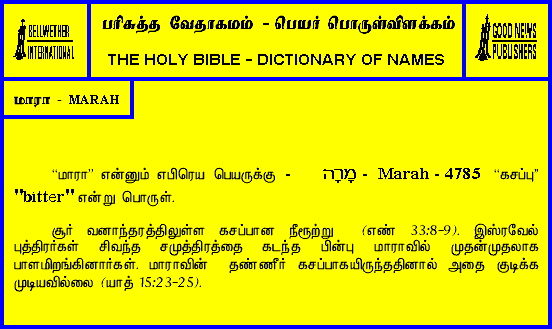 BELLWETHER
INTERNATIONAL
பரிசுத்த வேதாகமம் - பெயர் பொருள்விளக்கம்
THE HOLY BIBLE - DICTIONARY OF NAMES
GOOD NEWS
PUBLISHERS
மாரா - MARAH
“மாரா” என்னும் எபிரெய பெயருக்கு - מָרָה - Marah - 4785 “கசப்பு”
"bitter" என்று பொருள்.
சூர் வனாந்தரத்திலுள்ள கசப்பான நீரூற்று (எண் 33:8-9). இஸ்ரவேல்
புத்திரர்கள் சிவந்த சமுத்திரத்தை கடந்த பின்பு மாராவில் முதன்முதலாக
பாளமிறங்கினார்கள். மாராவின் தண்ணீர் கசப்பாகயிருந்ததினால் அதை குடிக்க
முடியவில்லை (யாத் 15:23-25).